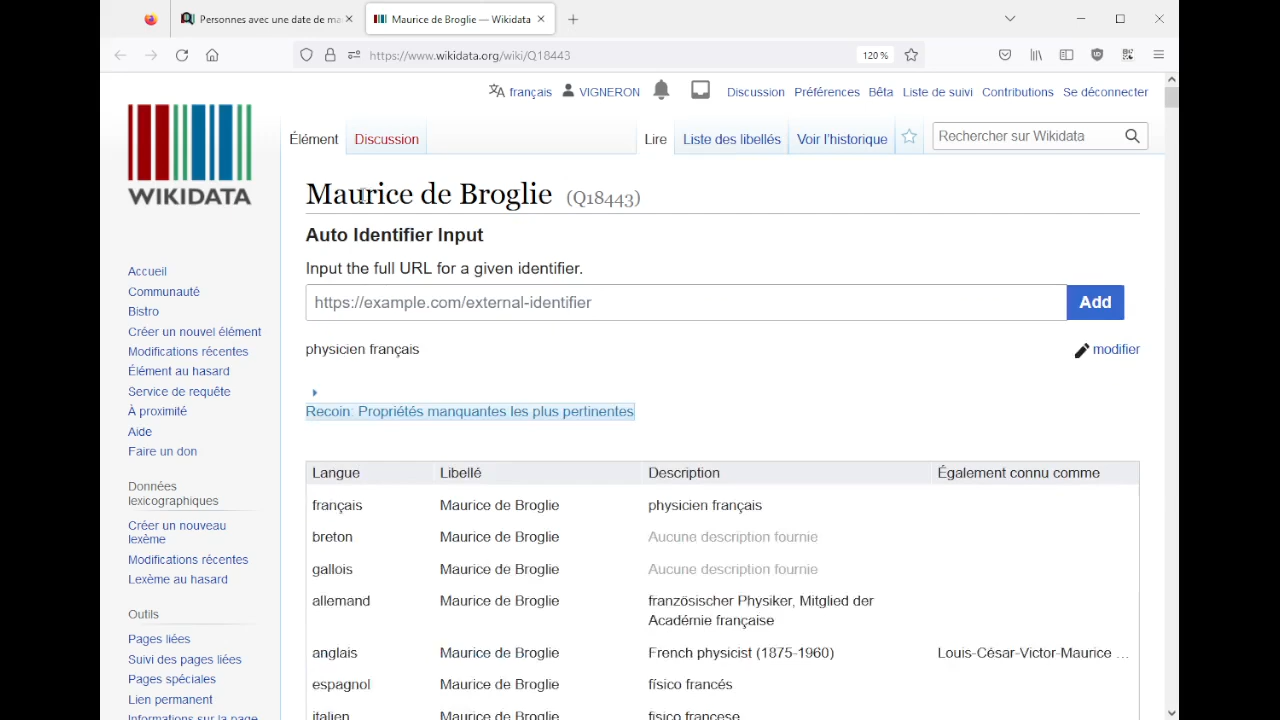 Personnes avec une date de ma
Maurice de Broglie — Wikidata
https://www.wikidata.org/wiki/Q18443
120 %
français
VIGNERON
Discussion
Préférences
Bêta
Liste de suivi
Contributions
Se déconnecter
WIKIDATA
Élément
Discussion
Lire
Liste des libellés
Voir l’historique
Rechercher sur Wikidata
Maurice de Broglie (Q18443)
Auto Identifier Input
Input the full URL for a given identifier.
https://example.com/external-identifier
Add
physicien français
modifier
Recoin: Propriétés manquantes les plus pertinentes
Langue Libellé Description Également connu comme
français Maurice de Broglie physicien français
breton Maurice de Broglie Aucune description fournie
gallois Maurice de Broglie Aucune description fournie
allemand Maurice de Broglie französischer Physiker, Mitglied der
Académie française
anglais Maurice de Broglie French physicist (1875-1960) Louis-César-Victor-Maurice …
espagnol Maurice de Broglie físico francés
italien Maurice de Broglie fisico francese
Accueil
Communauté
Bistro
Créer un nouvel élément
Modifications récentes
Élément au hasard
Service de requête
À proximité
Aide
Faire un don
Données
lexicographiques
Créer un nouveau
lexème
Modifications récentes
Lexème au hasard
Outils
Pages liées
Suivi des pages liées
Pages spéciales
Lien permanent
Informations sur la page